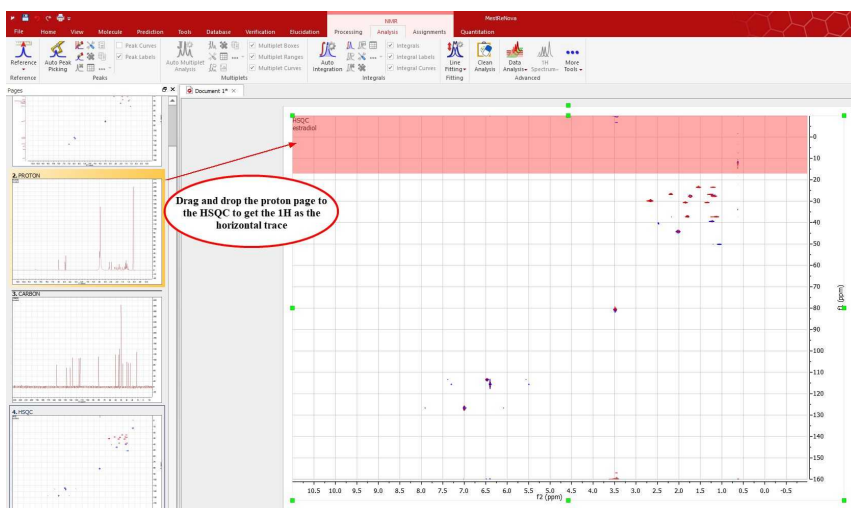 NMR
MestReNova
File Home View Molecule Prediction Tools Database Verification Elucidation Processing Analysis Assignments Quantitation
Peak Curves
Peak Labels
Multiplet Boxes
Multiplet Ranges
Multiplet Curves
Integrals
Integral Labels
Integral Curves
Reference
Auto Peak
Picking
Auto Multiplet
Analysis
Auto
Integration
Line
Fitting
Clean
Analysis
Data
Analysis
1H
Spectrum
More
Tools
Reference Peaks Multiplets Integrals Fitting Advanced
Pages
Document 1*
HSQC
estradiol
2. PROTON
Drag and drop the proton page to
the HSQC to get the 1H as the
horizontal trace
3. CARBON
4. HSQC
-0
-10
-20
-30
-40
-50
-60
-70
-80
-90
-100
-110
-120
-130
-140
-150
-160
f1 (ppm)
10.5 10.0 9.5 9.0 8.5 8.0 7.5 7.0 6.5 6.0 5.5 5.0 4.5 4.0 3.5 3.0 2.5 2.0 1.5 1.0 0.5 0.0 -0.5
f2 (ppm)